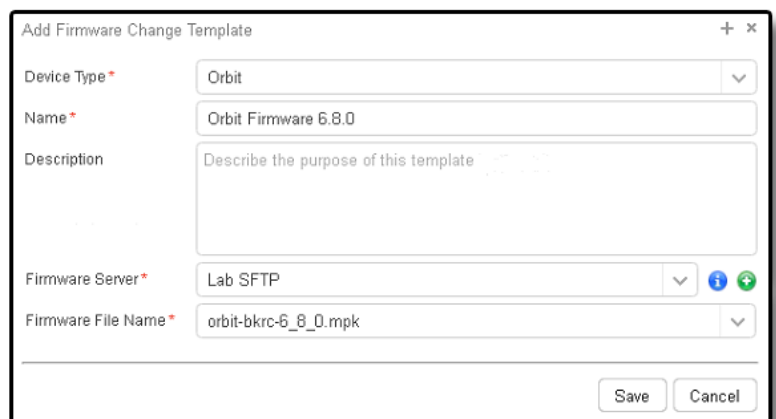 Add Firmware Change Template
Device Type* Orbit
Name* Orbit Firmware 6.8.0
Description Describe the purpose of this template
Firmware Server* Lab SFTP
Firmware File Name* orbit-bkrc-6_8_0.mpk
Save Cancel